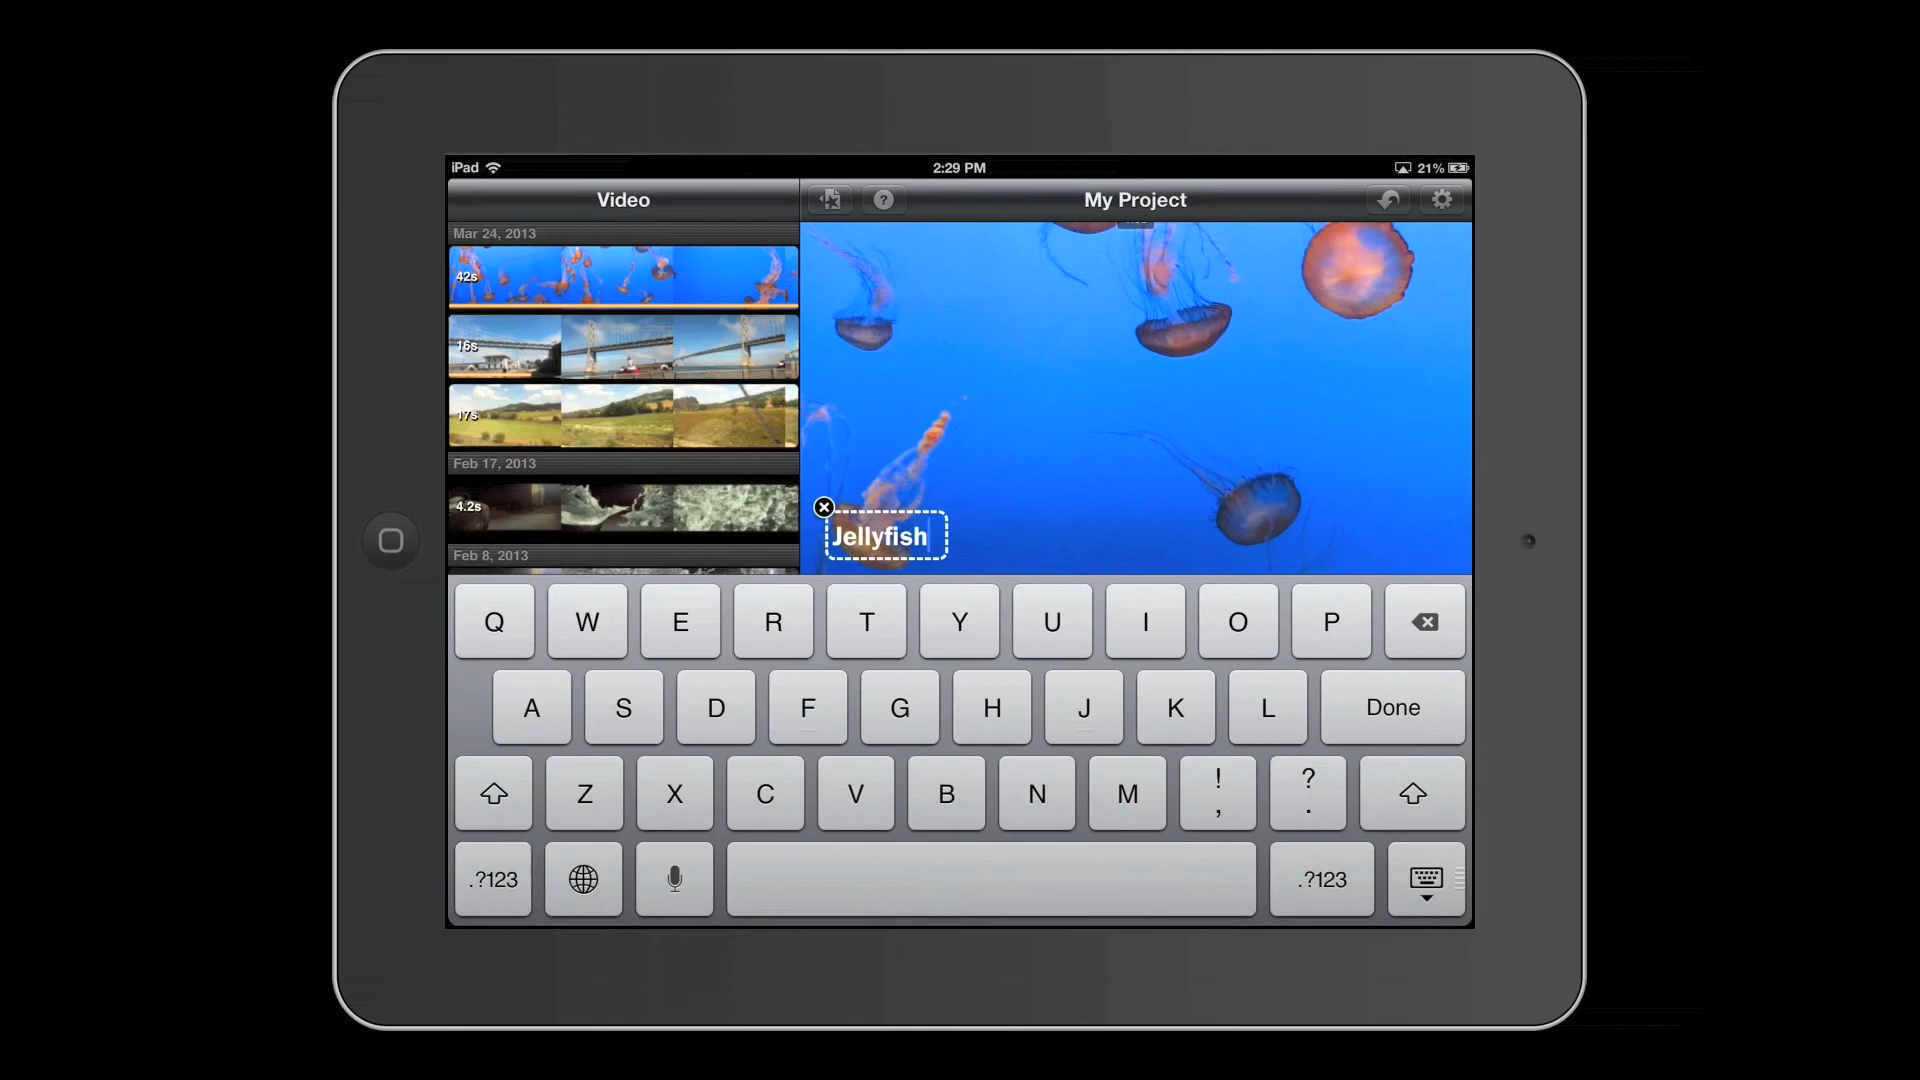 iPad
2:29 PM
21%
Video
?
My Project
Mar 24, 2013
42s
16s
17s
Feb 17, 2013
4.2s
Feb 8, 2013
Jellyfish
Q W E R T Y U I O P
A S D F G H J K L Done
Z X C V B N M ! , ? .
.?123 .?123